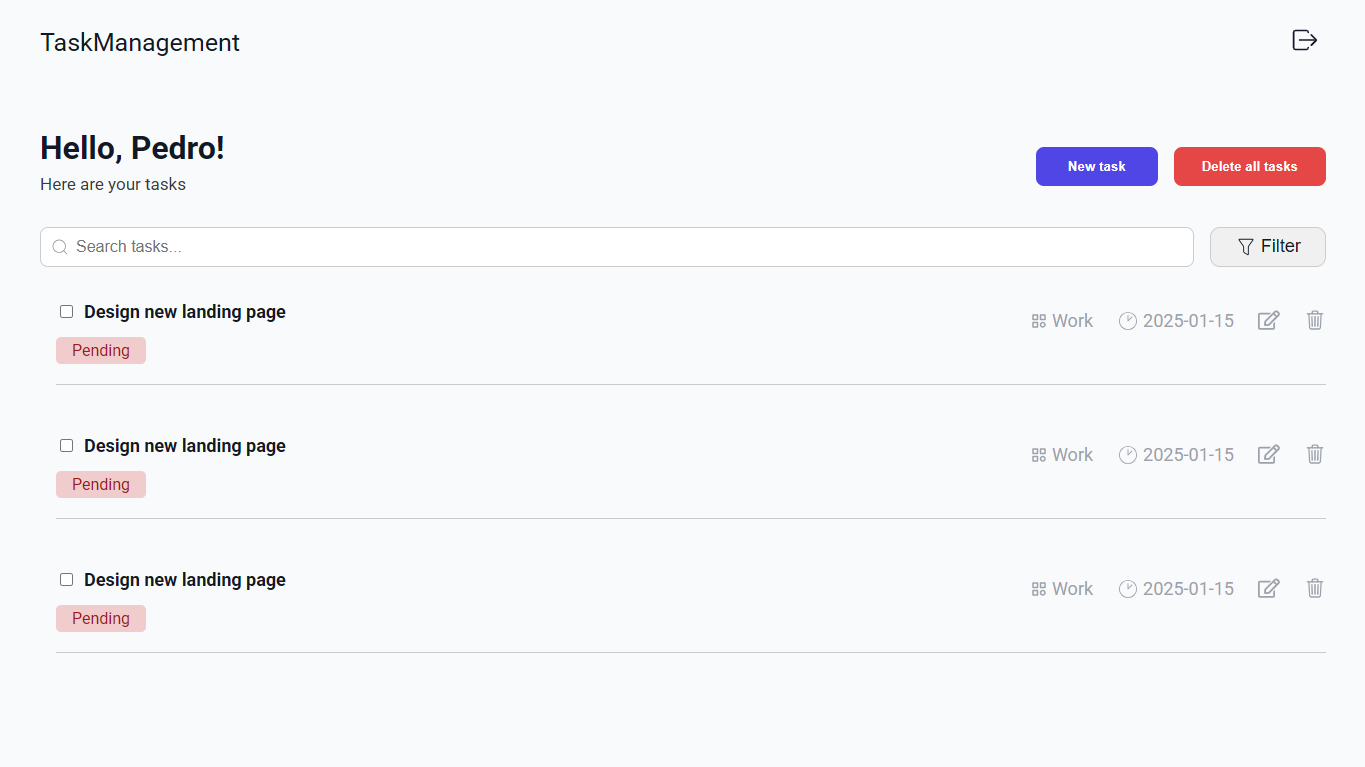 TaskManagement
Hello, Pedro!
Here are your tasks
New task
Delete all tasks
Search tasks...
Filter
Design new landing page
Work
2025-01-15
Pending
Design new landing page
Work
2025-01-15
Pending
Design new landing page
Work
2025-01-15
Pending